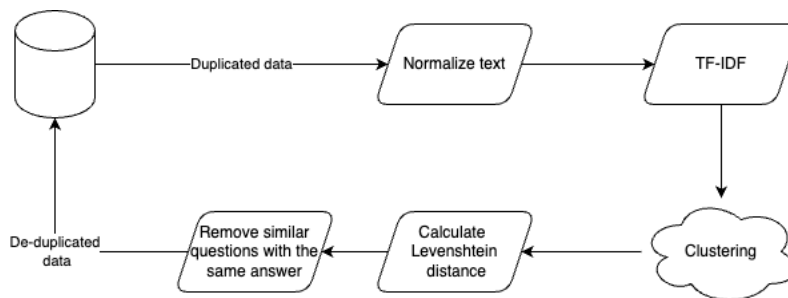 Duplicated data
Normalize text
TF-IDF
Clustering
Calculate
Levenshtein
distance
Remove similar
questions with the
same answer
De-duplicated
data